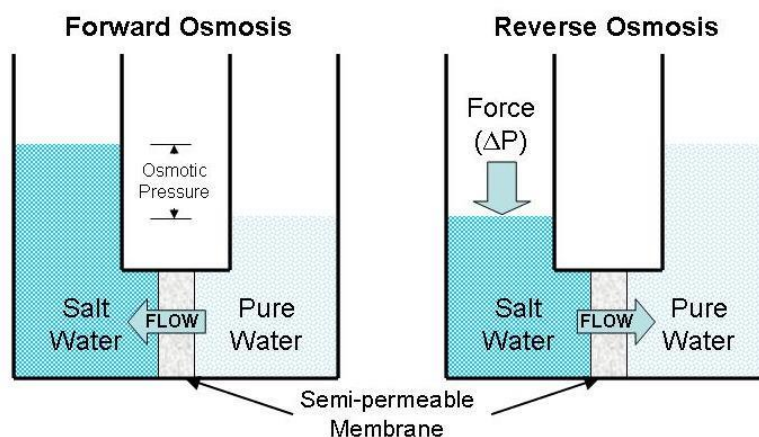 Forward Osmosis
Osmotic
Pressure
Salt
Water
FLOW
Pure
Water
Reverse Osmosis
Force
(ΔP)
Salt
Water
FLOW
Pure
Water
Semi-permeable
Membrane